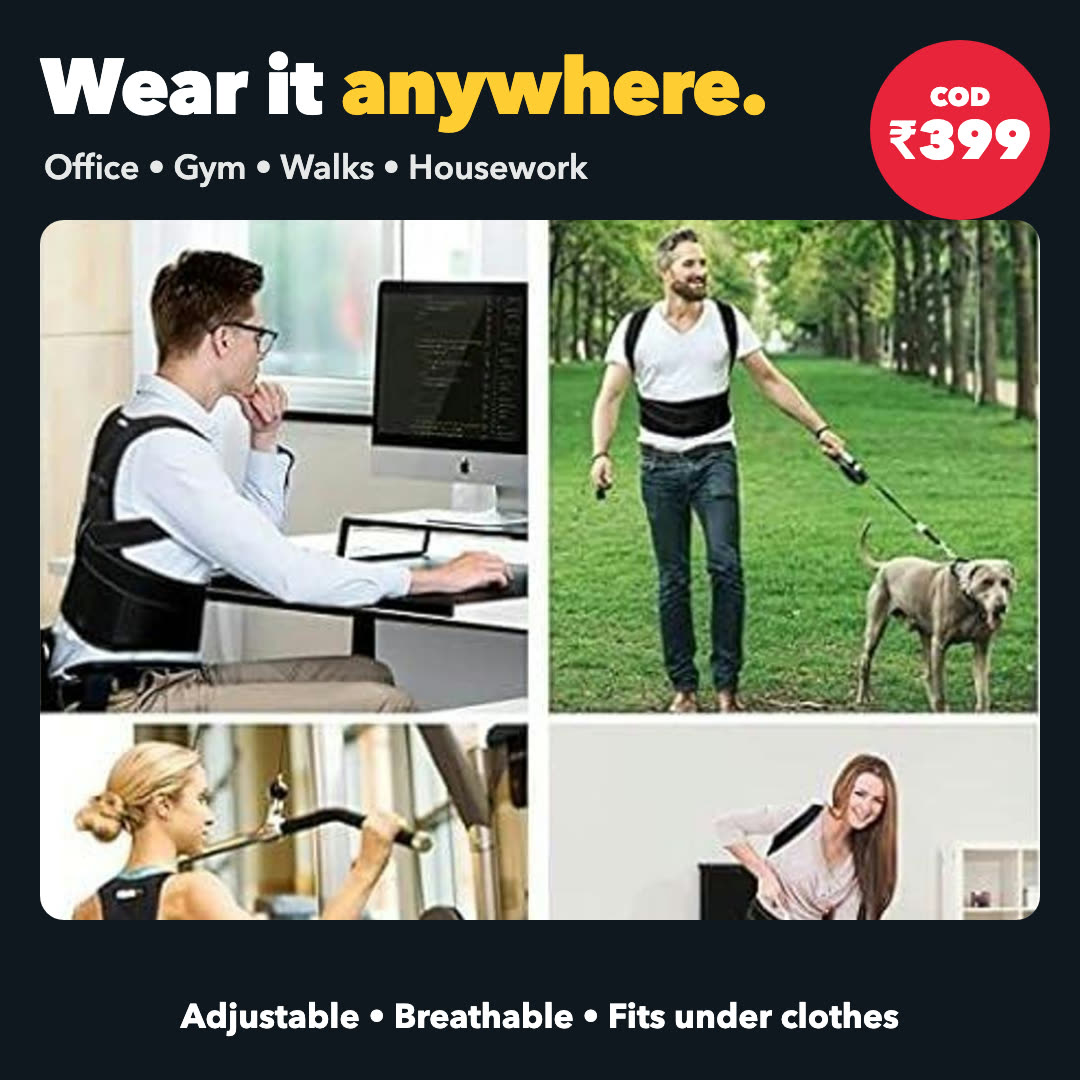 Wear it anywhere.
COD
₹399
Office • Gym • Walks • Housework
Adjustable • Breathable • Fits under clothes